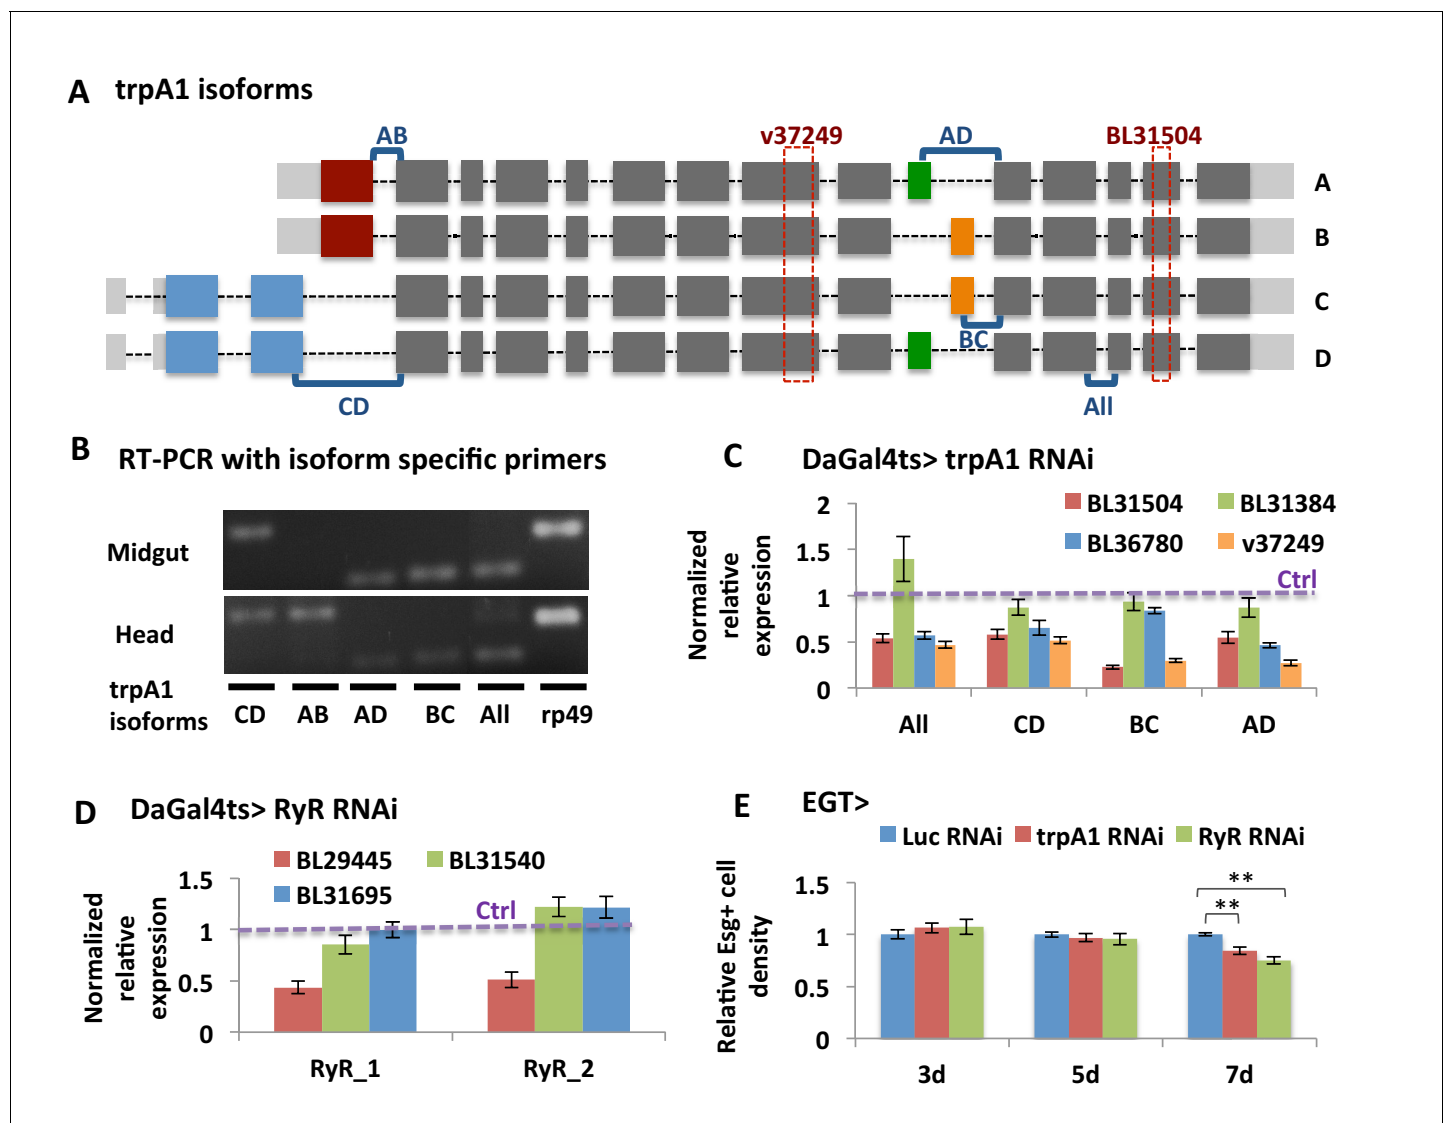 A trpA1 isoforms
AB
v37249
AD
BL31504
A
B
C
BC
D
CD
All
B RT-PCR with isoform specific primers
Midgut
Head
trpA1
isoforms
CD AB AD BC All rp49
C DaGal4ts> trpA1 RNAi
BL31504 BL31384
BL36780 v37249
Normalized
relative
expression
2
1.5
1
0.5
0
Ctrl
All CD BC AD
D DaGal4ts> RyR RNAi
BL29445 BL31540
BL31695
Normalized
relative
expression
1.5
1
0.5
0
Ctrl
RyR_1 RyR_2
E EGT>
Luc RNAi trpA1 RNAi RyR RNAi
Relative Esg+ cell
density
1.5
1
0.5
0
**
**
3d 5d 7d